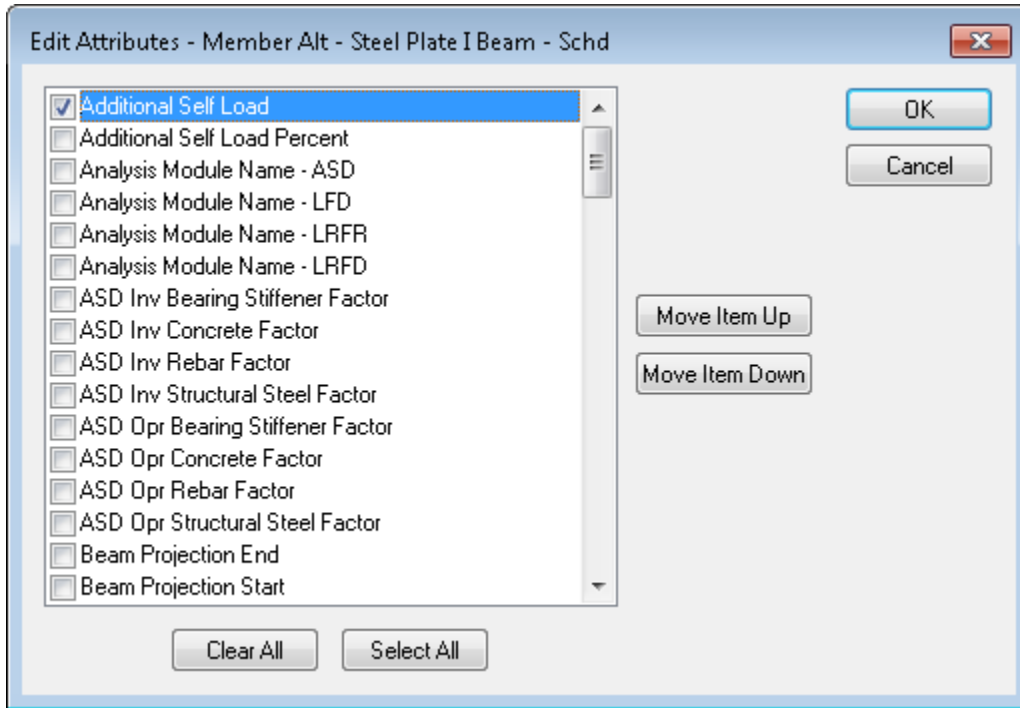 Edit Attributes - Member Alt - Steel Plate I Beam - Schd
Additional Self Load
Additional Self Load Percent
Analysis Module Name - ASD
Analysis Module Name - LFD
Analysis Module Name - LRFR
Analysis Module Name - LRFD
ASD Inv Bearing Stiffener Factor
ASD Inv Concrete Factor
ASD Inv Rebar Factor
ASD Inv Structural Steel Factor
ASD Opr Bearing Stiffener Factor
ASD Opr Concrete Factor
ASD Opr Rebar Factor
ASD Opr Structural Steel Factor
Beam Projection End
Beam Projection Start
OK
Cancel
Move Item Up
Move Item Down
Clear All
Select All